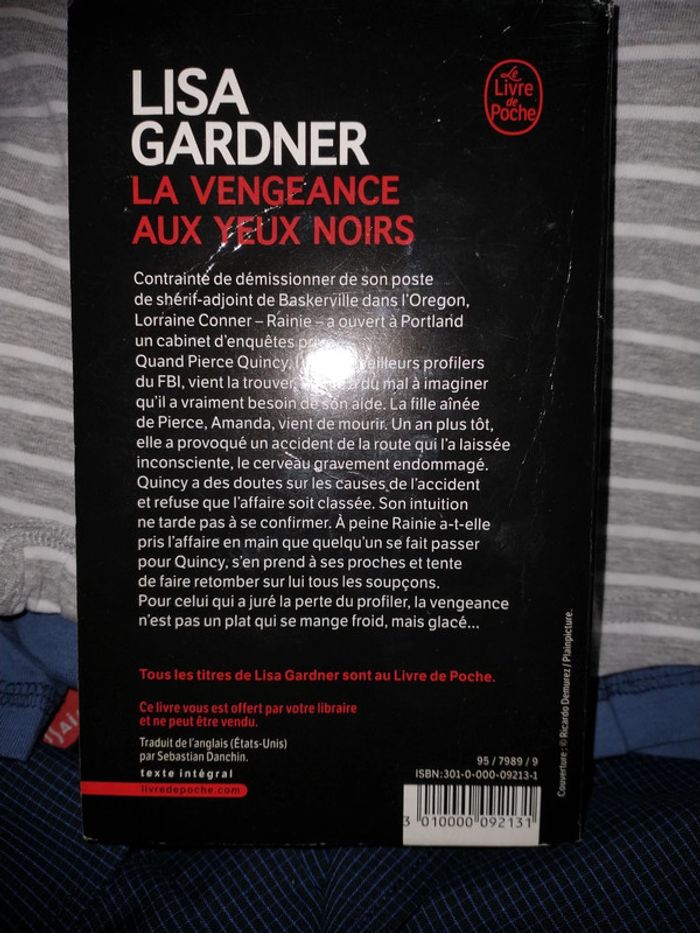 LISA
GARDNER
Le
Livre
de
Poche
LA VENGEANCE
AUX YEUX NOIRS
Contrainte de démissionner de son poste
de shérif-adjoint de Baskerville dans l'Oregon,
Lorraine Conner – Rainie – a ouvert à Portland
un cabinet d'enquêtes
Quand Pierce Quincy, profilers
du FBI, vient la trouver, du mal à imaginer
qu'il a vraiment besoin de son aide. La fille aînée
de Pierce, Amanda, vient de mourir. Un an plus tôt,
elle a provoqué un accident de la route qui l'a laissée
inconsciente, le cerveau gravement endommagé.
Quincy a des doutes sur les causes de l'accident
et refuse que l'affaire soit classée. Son intuition
ne tarde pas à se confirmer. À peine Rainie a-t-elle
pris l'affaire en main que quelqu'un se fait passer
pour Quincy, s'en prend à ses proches et tente
de faire retomber sur lui tous les soupçons.
Pour celui qui a juré la perte du profiler, la vengeance
n'est pas un plat qui se mange froid, mais glacé...
Tous les titres de Lisa Gardner sont au Livre de Poche.
Ce livre vous est offert par votre libraire
et ne peut être vendu.
Traduit de l'anglais (États-Unis)
par Sebastian Danchin.
texte intégral
livredepoche.com
95 / 7989 / 9
ISBN:301-0-000-09213-1
3 010000 092131
Couverture : © Ricardo Demurez / Plainpicture.